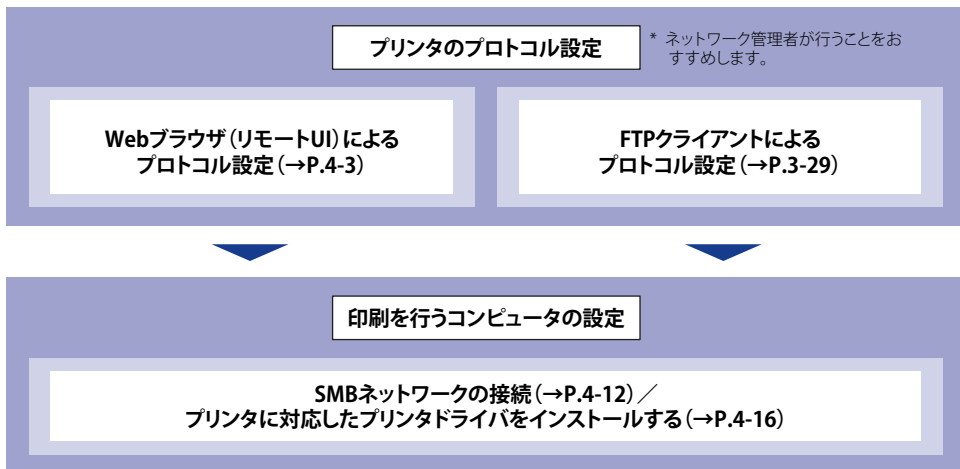 プリンタのプロトコル設定
* ネットワーク管理者が行うことをお
すすめします。
Webブラウザ(リモートUI)による
プロトコル設定(→P.4-3)
FTPクライアントによる
プロトコル設定(→P.3-29)
印刷を行うコンピュータの設定
SMBネットワークの接続(→P.4-12)/
プリンタに対応したプリンタドライバをインストールする(→P.4-16)